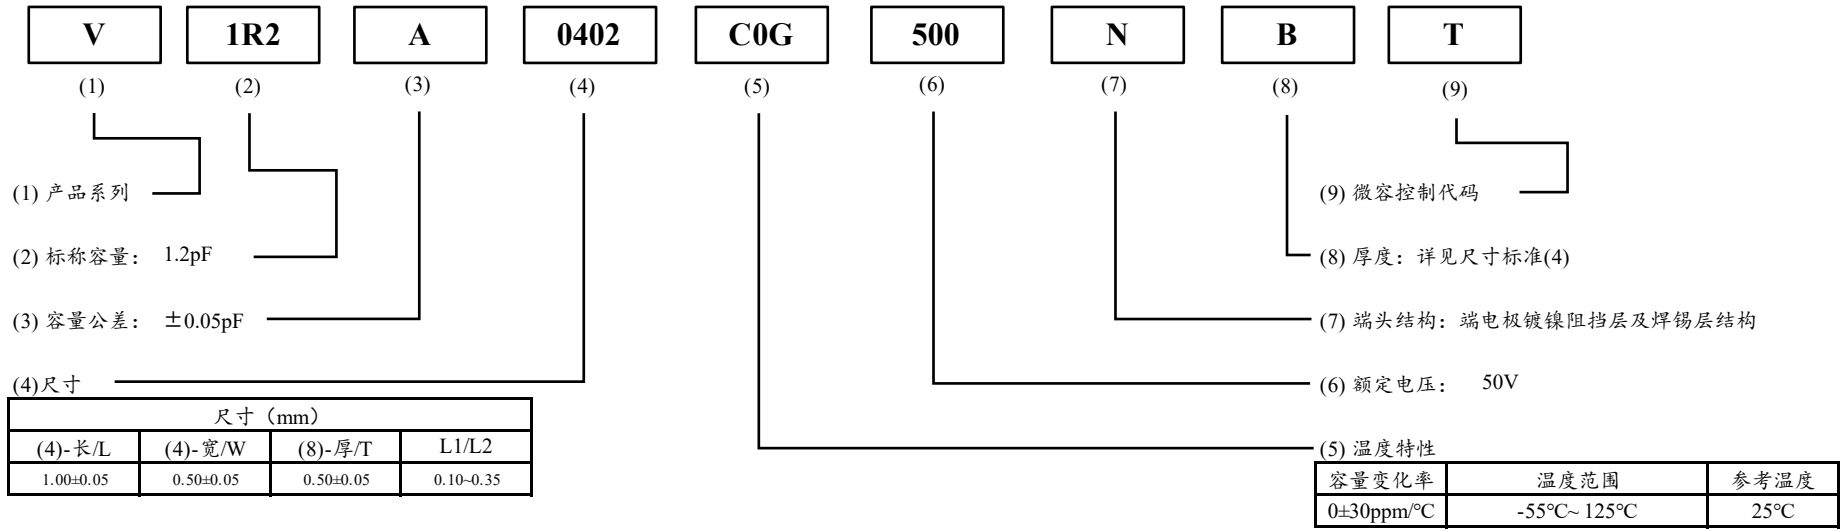 V 1R2 A 0402 C0G 500 N B T
(1) (2) (3) (4) (5) (6) (7) (8) (9)
(1) 产品系列
(9) 微容控制代码
(2) 标称容量： 1.2pF
(8) 厚度：详见尺寸标准(4)
(3) 容量公差： ±0.05pF
(7) 端头结构：端电极镀镍阻挡层及焊锡层结构
(4)尺寸
(6) 额定电压： 50V
尺寸（mm）
(4)-长/L (4)-宽/W (8)-厚/T L1/L2
1.00±0.05 0.50±0.05 0.50±0.05 0.10~0.35
(5) 温度特性
容量变化率 温度范围 参考温度
0±30ppm/°C -55°C~ 125°C 25°C